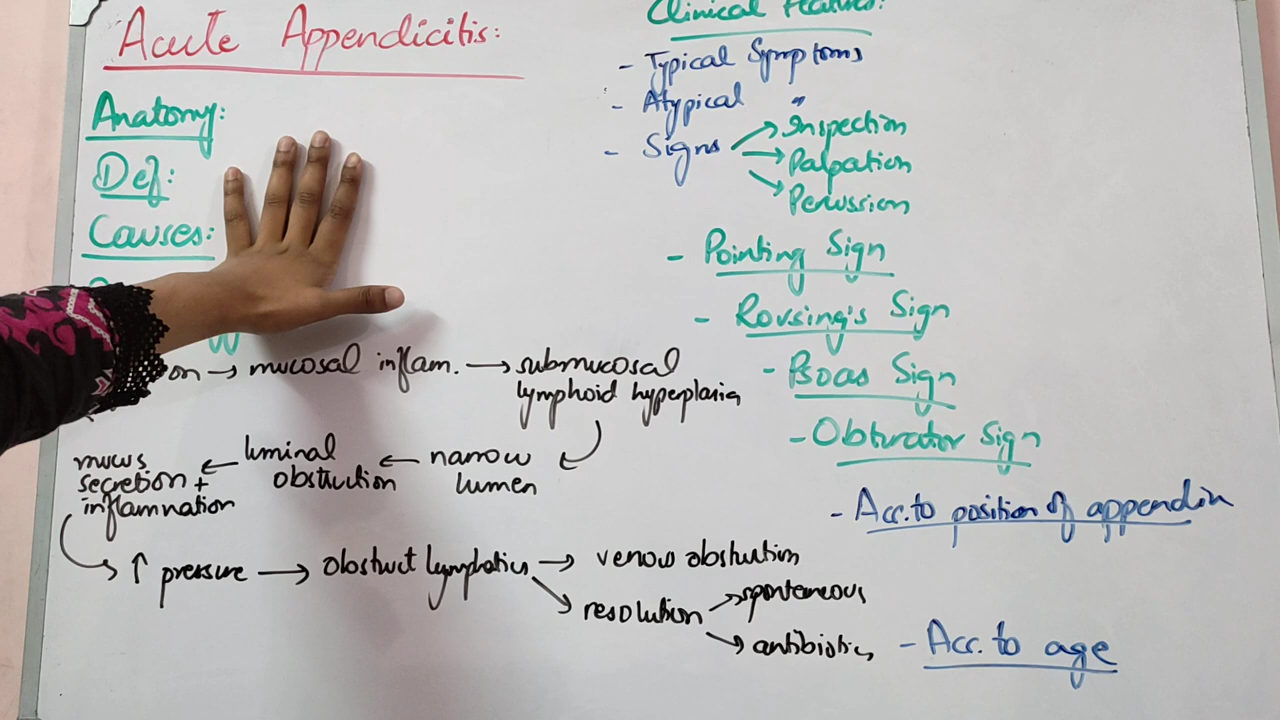 Acute Appendicitis:
Anatomy:
Def:
Causes:
on → mucosal inflam. → submucosal
lymphoid hyperplasia
narrow
lumen
← luminal
obstruction
← mucus
secretion +
inflammation
→ ↑ pressure → obstruct lymphatics → venous obstruction
→ resolution → spontaneous
→ antibiotics
Clinical Features:
- Typical Symptoms
- Atypical "
- Signs → Inspection
→ Palpation
→ Percussion
- Pointing Sign
- Rovsing's Sign
- Psoas Sign
- Obturator Sign
- Acc. to position of appendix
- Acc. to age